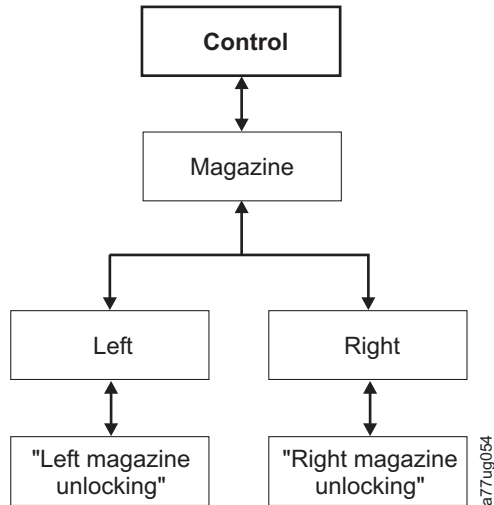 Control
Magazine
Left
Right
"Left magazine
unlocking"
"Right magazine
unlocking"
a77ug054